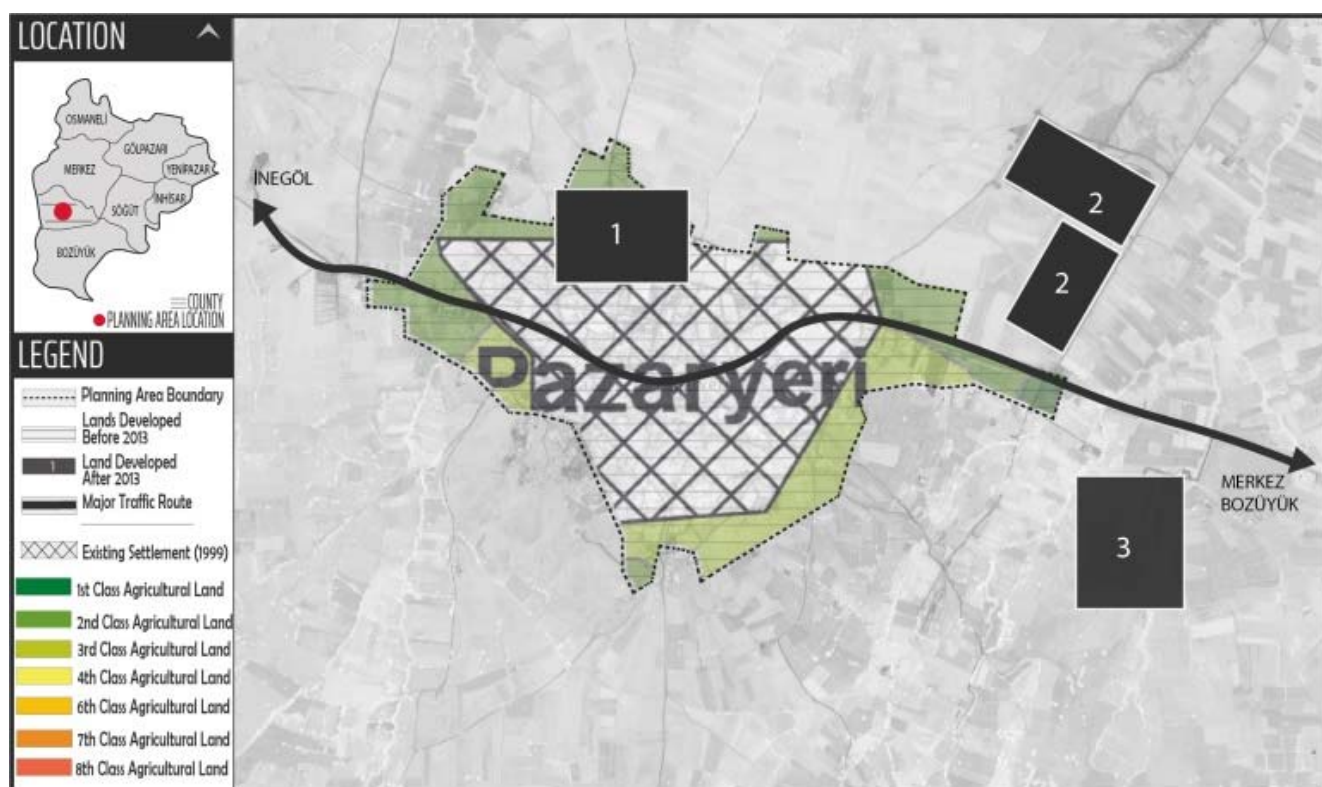 LOCATION
OSMANELİ
GÖLPAZARI
MERKEZ
YENİPAZAR
İNHİSAR
SÖĞÜT
BOZÜYÜK
COUNTY
PLANNING AREA LOCATION
LEGEND
Planning Area Boundary
Lands Developed
Before 2013
1
Land Developed
After 2013
Major Traffic Route
Existing Settlement (1999)
1st Class Agricultural Land
2nd Class Agricultural Land
3rd Class Agricultural Land
4th Class Agricultural Land
6th Class Agricultural Land
7th Class Agricultural Land
8th Class Agricultural Land
İNEGÖL
1
2
2
Pazaryeri
MERKEZ
BOZÜYÜK
3